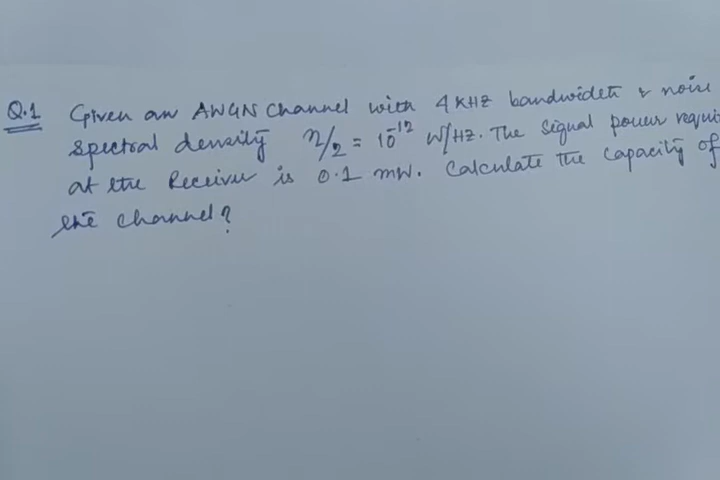 Q.1 Given an AWGN channel with 4 KHz bandwidth & noise
spectral density η/2 = 10⁻¹² W/Hz. The signal power requi
at the Receiver is 0.1 mW. Calculate the capacity of
the channel?